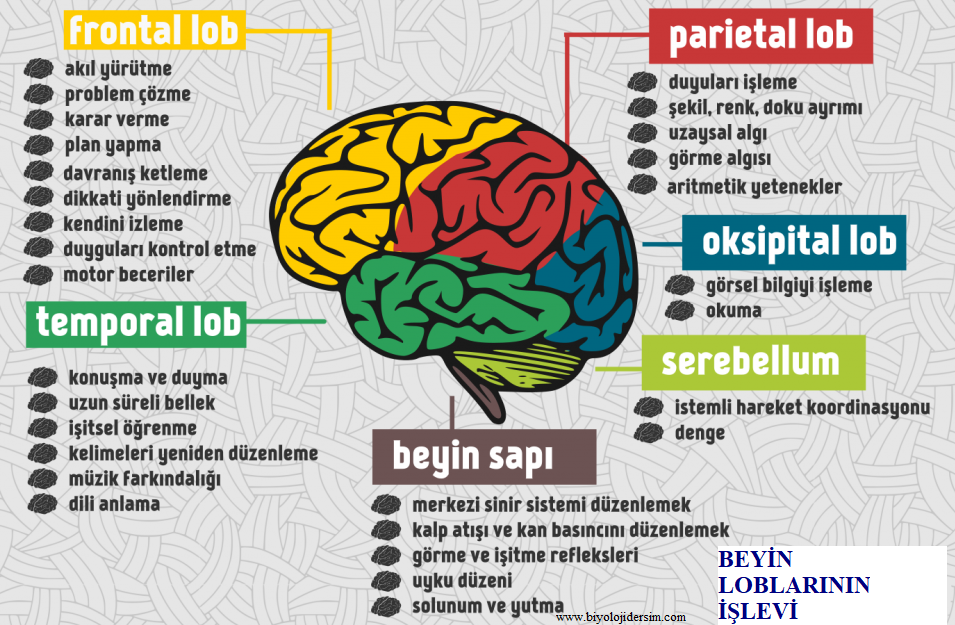 frontal lob
akıl yürütme
problem çözme
karar verme
plan yapma
davranış ketleme
dikkati yönlendirme
kendini izleme
duyguları kontrol etme
motor beceriler
temporal lob
konuşma ve duyma
uzun süreli bellek
işitsel öğrenme
kelimeleri yeniden düzenleme
müzik farkındalığı
dili anlama
parietal lob
duyuları işleme
şekil, renk, doku ayrımı
uzaysal algı
görme algısı
aritmetik yetenekler
oksipital lob
görsel bilgiyi işleme
okuma
serebellum
istemli hareket koordinasyonu
denge
beyin sapı
merkezi sinir sistemi düzenlemek
kalp atışı ve kan basıncını düzenlemek
görme ve işitme refleksleri
uyku düzeni
solunum ve yutma
www.biyolojidersim.com
BEYİN
LOBLARININ
İŞLEVİ